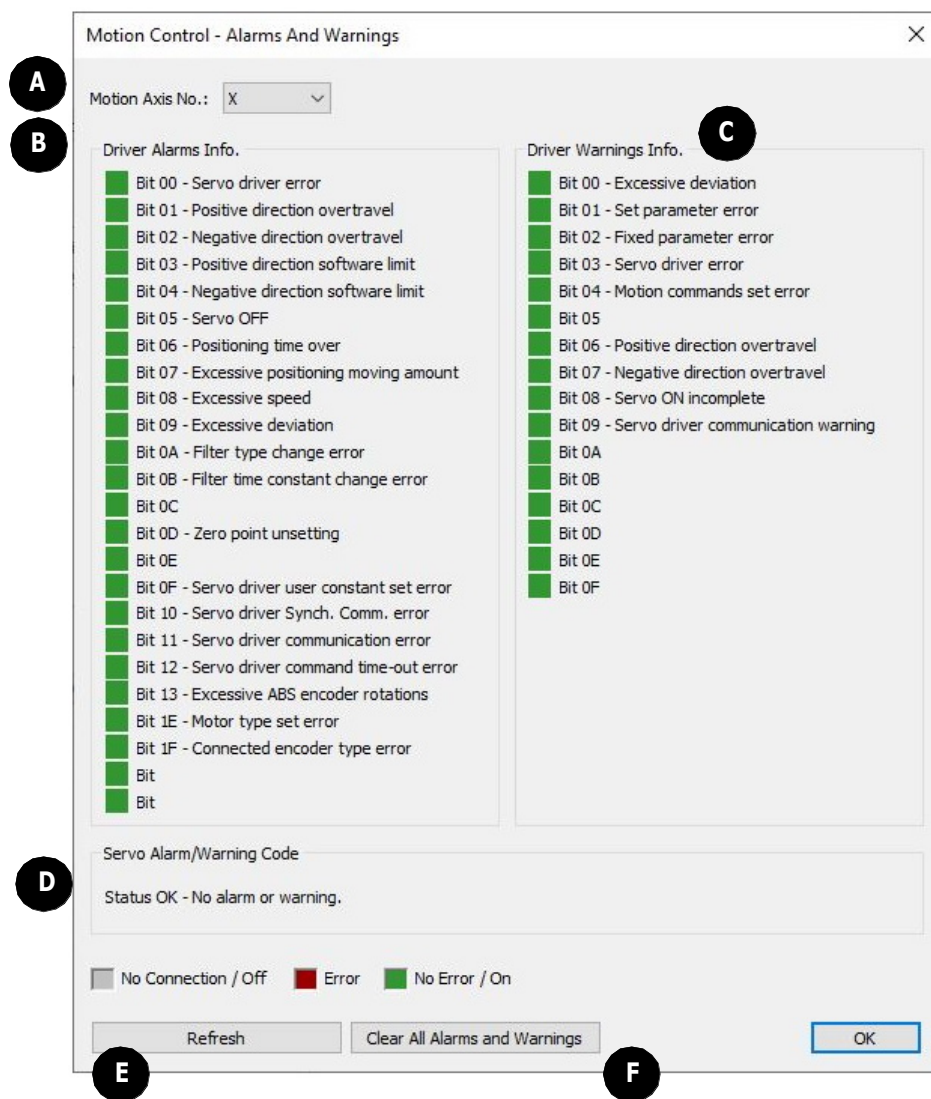 Motion Control - Alarms And Warnings
A
Motion Axis No.: X
B
C
Driver Alarms Info.
Bit 00 - Servo driver error
Bit 01 - Positive direction overtravel
Bit 02 - Negative direction overtravel
Bit 03 - Positive direction software limit
Bit 04 - Negative direction software limit
Bit 05 - Servo OFF
Bit 06 - Positioning time over
Bit 07 - Excessive positioning moving amount
Bit 08 - Excessive speed
Bit 09 - Excessive deviation
Bit 0A - Filter type change error
Bit 0B - Filter time constant change error
Bit 0C
Bit 0D - Zero point unsetting
Bit 0E
Bit 0F - Servo driver user constant set error
Bit 10 - Servo driver Synch. Comm. error
Bit 11 - Servo driver communication error
Bit 12 - Servo driver command time-out error
Bit 13 - Excessive ABS encoder rotations
Bit 1E - Motor type set error
Bit 1F - Connected encoder type error
Bit
Bit
Driver Warnings Info.
Bit 00 - Excessive deviation
Bit 01 - Set parameter error
Bit 02 - Fixed parameter error
Bit 03 - Servo driver error
Bit 04 - Motion commands set error
Bit 05
Bit 06 - Positive direction overtravel
Bit 07 - Negative direction overtravel
Bit 08 - Servo ON incomplete
Bit 09 - Servo driver communication warning
Bit 0A
Bit 0B
Bit 0C
Bit 0D
Bit 0E
Bit 0F
Servo Alarm/Warning Code
D
Status OK - No alarm or warning.
No Connection / Off Error No Error / On
Refresh Clear All Alarms and Warnings OK
E F